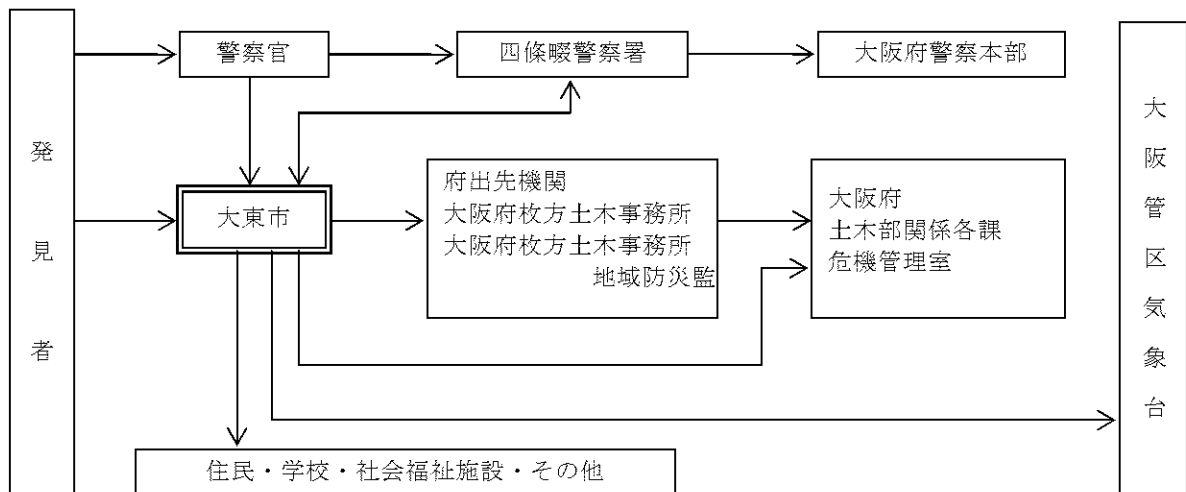 発見者
警察官
四條畷警察署
大阪府警察本部
大東市
府出先機関
大阪府枚方土木事務所
大阪府枚方土木事務所
地域防災監
大阪府
土木部関係各課
危機管理室
住民・学校・社会福祉施設・その他
大阪管区気象台